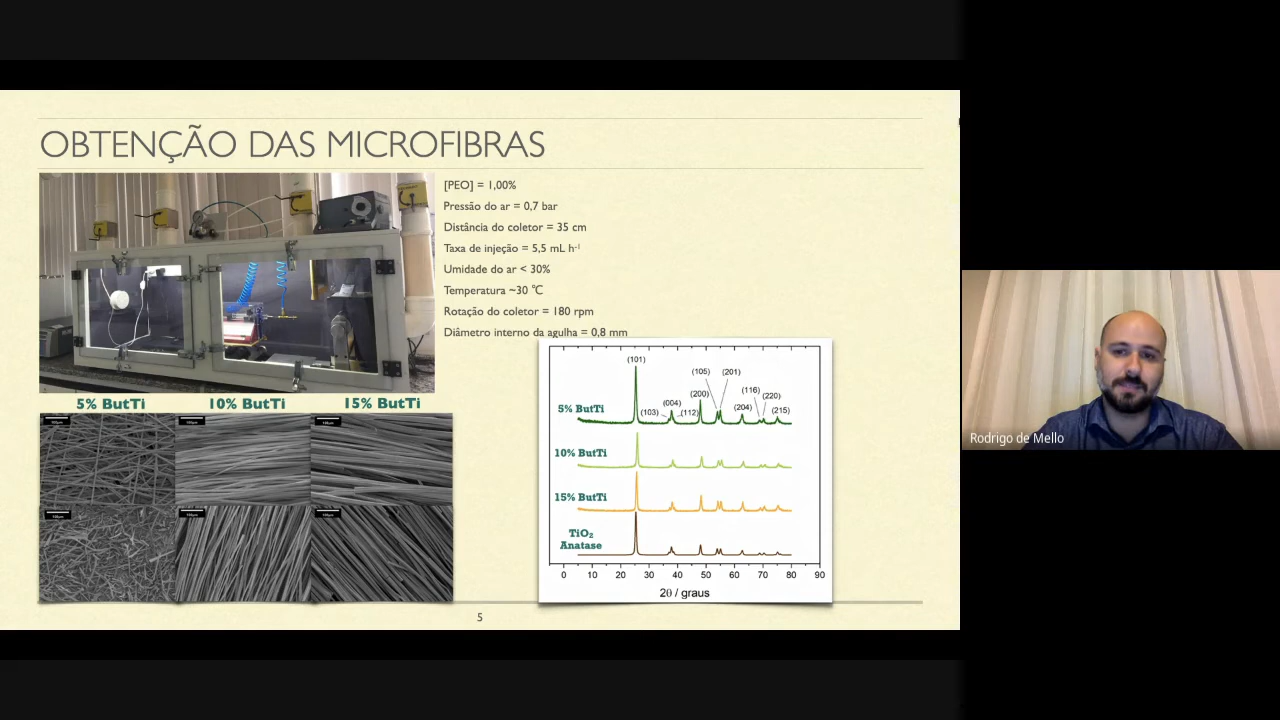 OBTENÇÃO DAS MICROFIBRAS
[PEO] = 1,00%
Pressão do ar = 0,7 bar
Distância do coletor = 35 cm
Taxa de injeção = 5,5 mL h⁻¹
Umidade do ar < 30%
Temperatura ~30 ℃
Rotação do coletor = 180 rpm
Diâmetro interno da agulha = 0,8 mm
5% ButTi 10% ButTi 15% ButTi
(101)
(105) (201)
(116)
(200) (220)
(004)
(103) (112) (204) (215)
5% ButTi
10% ButTi
15% ButTi
TiO₂
Anatase
0 10 20 30 40 50 60 70 80 90
2θ / graus
5
Rodrigo de Mello